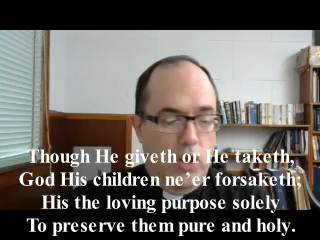 Though He giveth or He taketh,
God His children ne'er forsaketh;
His the loving purpose solely
To preserve them pure and holy.